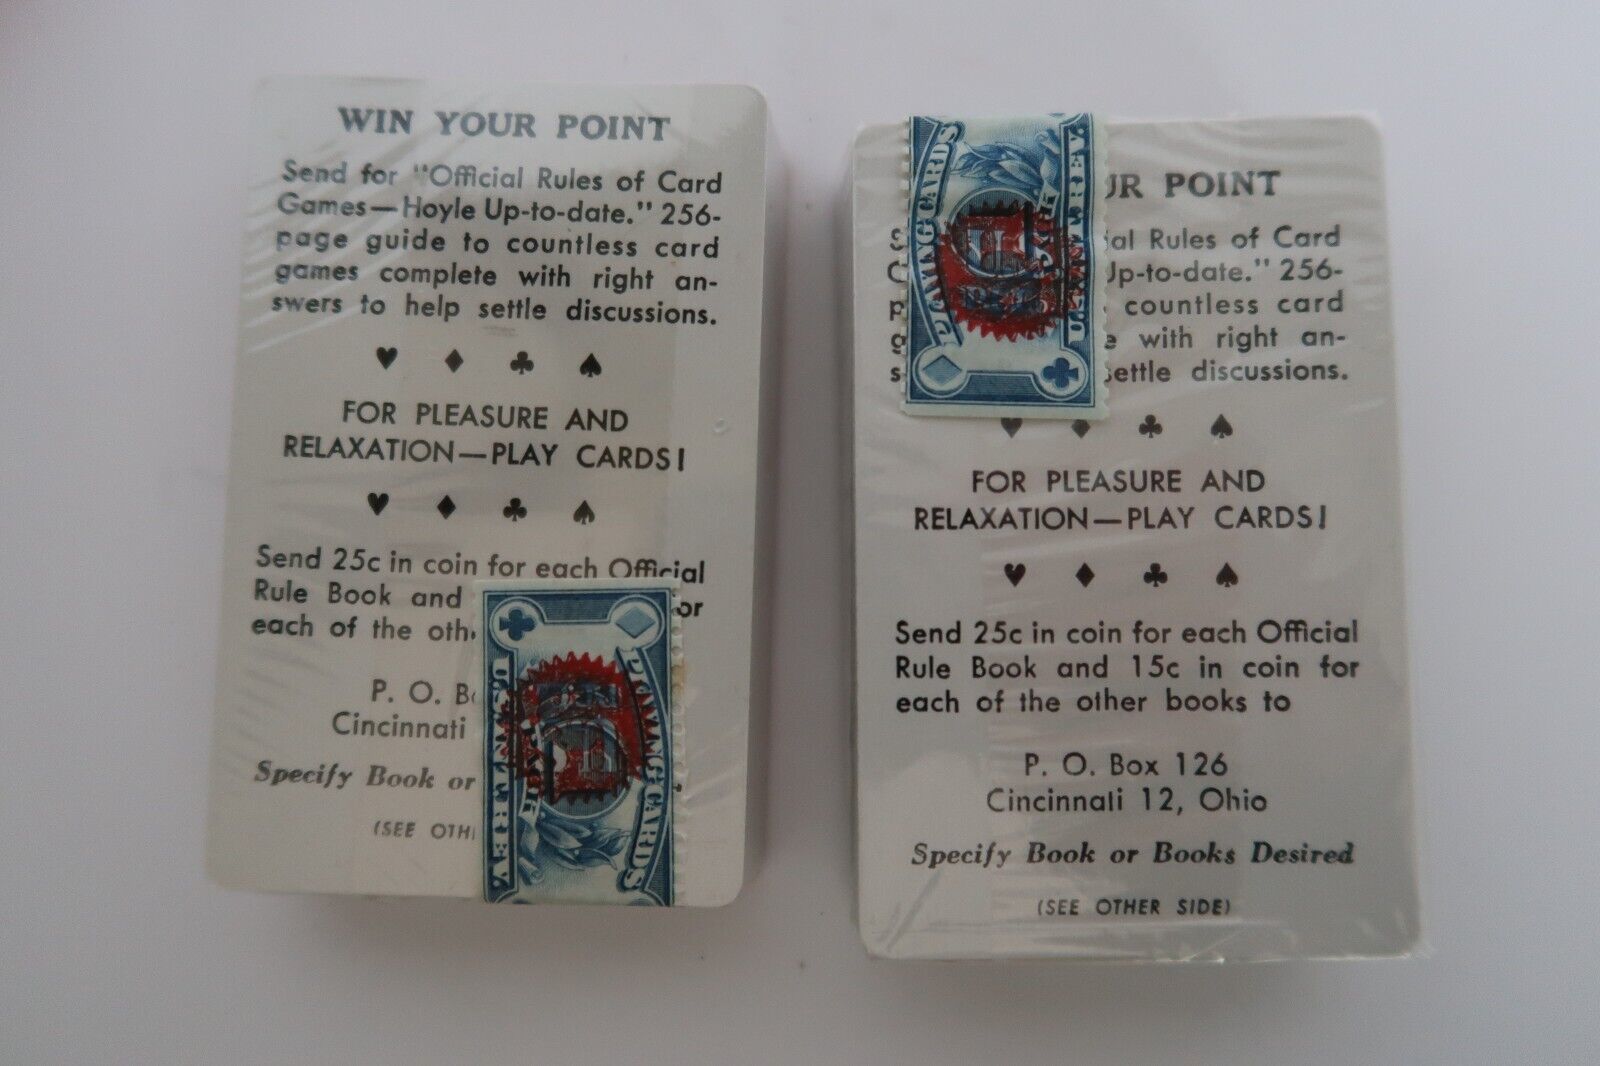 WIN YOUR POINT
Send for "Official Rules of Card
Games—Hoyle Up-to-date." 256-
page guide to countless card
games complete with right an-
swers to help settle discussions.
FOR PLEASURE AND
RELAXATION—PLAY CARDS!
Send 25c in coin for each Official
Rule Book and
each of the
P. O.
Cincinnati
Specify Book or
(SEE
PLAYING CARDS
UR POINT
ial Rules of Card
Up-to-date." 256-
countless card
with right an-
settle discussions.
FOR PLEASURE AND
RELAXATION—PLAY CARDS!
Send 25c in coin for each Official
Rule Book and 15c in coin for
each of the other books to
P. O. Box 126
Cincinnati 12, Ohio
Specify Book or Books Desired
(SEE OTHER SIDE)
PLAYING CARDS